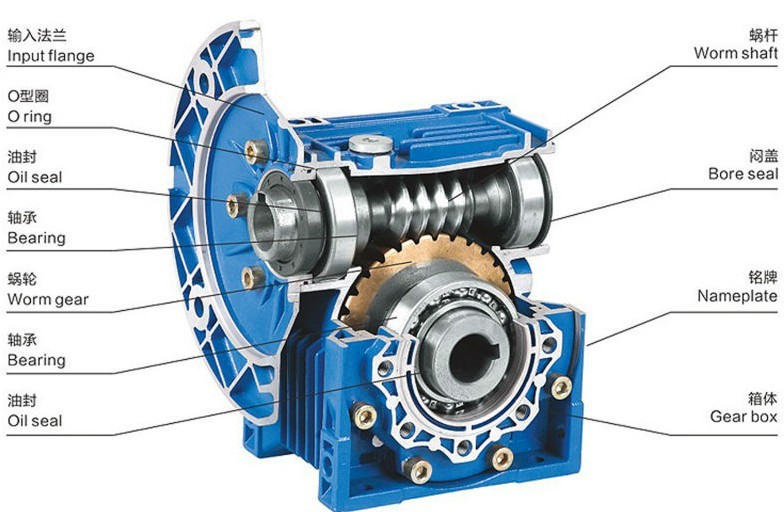 输入法兰
Input flange
O型圈
O ring
油封
Oil seal
轴承
Bearing
蜗轮
Worm gear
轴承
Bearing
油封
Oil seal
蜗杆
Worm shaft
闷盖
Bore seal
铭牌
Nameplate
箱体
Gear box